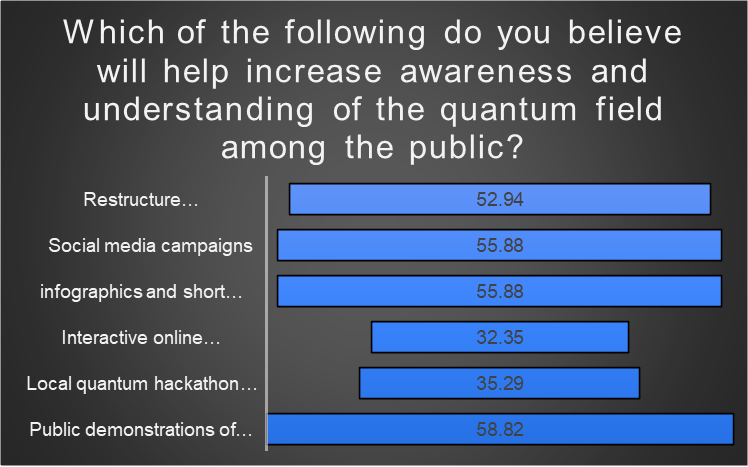 Which of the following do you believe
will help increase awareness and
understanding of the quantum field
among the public?
Restructure…
52.94
Social media campaigns
55.88
infographics and short…
55.88
Interactive online…
32.35
Local quantum hackathon…
35.29
Public demonstrations of…
58.82